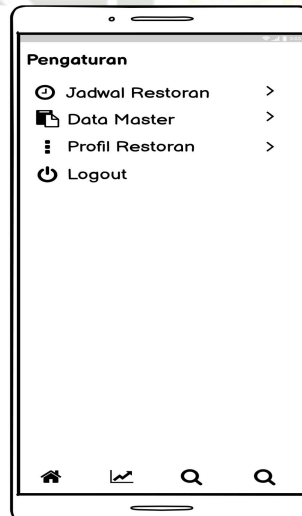 Pengaturan
Jadwal Restoran
Data Master
Profil Restoran
Logout